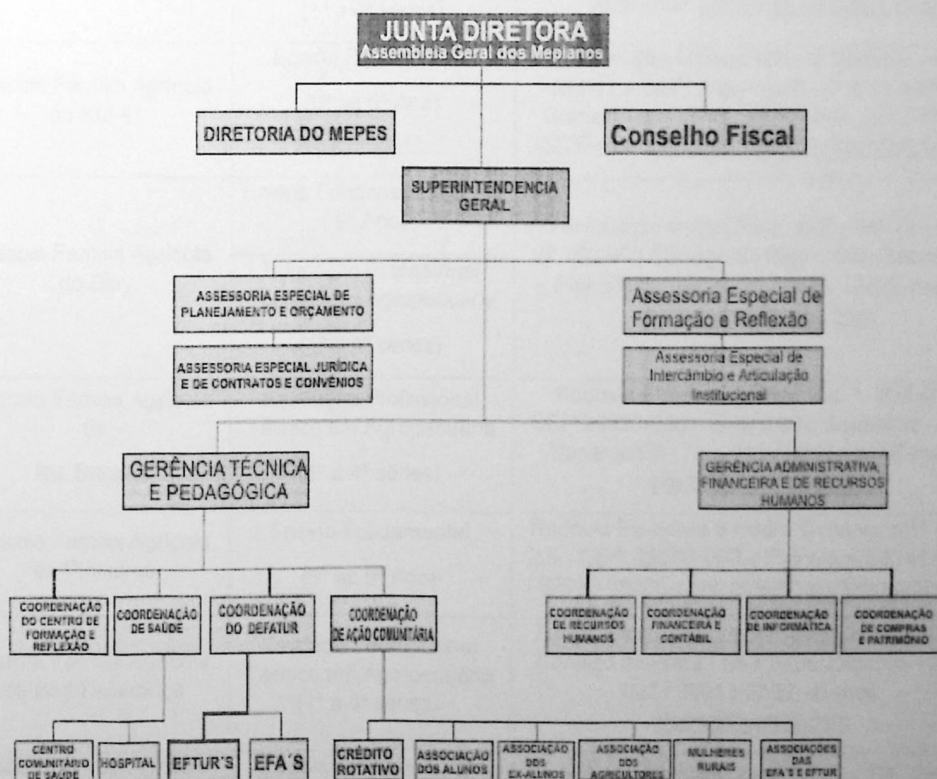 JUNTA DIRETORA
Assembleia Geral dos Mepianos
DIRETORIA DO MEPES
Conselho Fiscal
SUPERINTENDENCIA
GERAL
ASSESSORIA ESPECIAL DE
PLANEJAMENTO E ORÇAMENTO
Assessoria Especial de
Formação e Reflexão
ASSESSORIA ESPECIAL JURÍDICA
E DE CONTRATOS E CONVÊNIOS
Assessoria Especial de
Intercâmbio e Articulação
Institucional
GERÊNCIA TÉCNICA
E PEDAGÓGICA
GERÊNCIA ADMINISTRATIVA,
FINANCEIRA E DE RECURSOS
HUMANOS
COORDENAÇÃO
DO CENTRO DE
FORMAÇÃO E
REFLEXÃO
COORDENAÇÃO
DE SAÚDE
COORDENAÇÃO
DO DEFATUR
COORDENAÇÃO
DE AÇÃO COMUNITÁRIA
COORDENAÇÃO
DE RECURSOS
HUMANOS
COORDENAÇÃO
FINANCEIRA E
CONTÁBIL
COORDENAÇÃO
DE INFORMÁTICA
COORDENAÇÃO
DE COMPRAS
E PATRIMÔNIO
CENTRO
COMUNITÁRIO
DE SAÚDE
HOSPITAL
EFTUR´S
EFA´S
CRÉDITO
ROTATIVO
ASSOCIAÇÃO
DOS ALUNOS
ASSOCIAÇÃO
DOS
EX-ALUNOS
ASSOCIAÇÃO
DOS
AGRICULTORES
MULHERES
RURAIS
ASSOCIAÇÕES
DAS
EFA´S E EFTUR